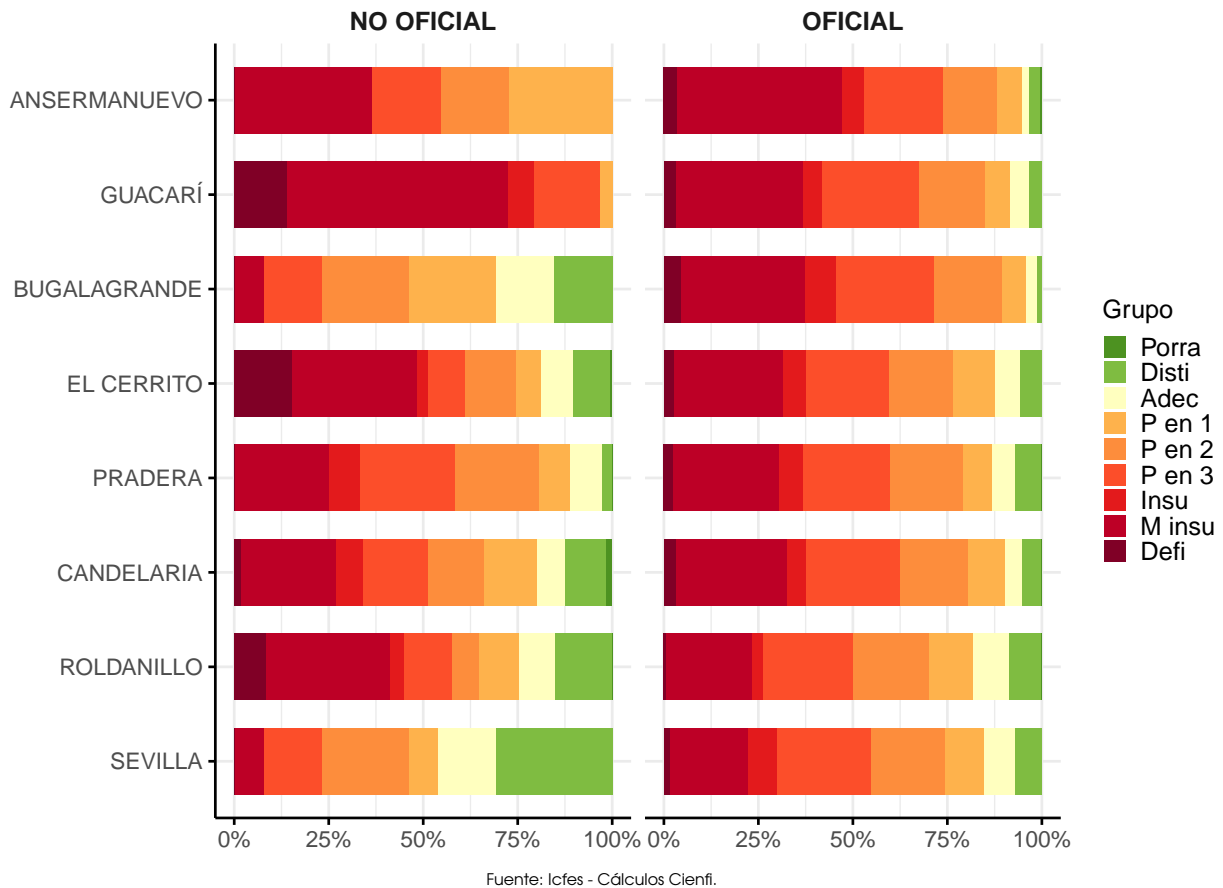 NO OFICIAL
OFICIAL
ANSERMANUEVO
GUACARÍ
BUGALAGRANDE
EL CERRITO
PRADERA
CANDELARIA
ROLDANILLO
SEVILLA
0% 25% 50% 75% 100%
0% 25% 50% 75% 100%
Grupo
Porra
Disti
Adec
P en 1
P en 2
P en 3
Insu
M insu
Defi
Fuente: Icfes - Cálculos Cienfi.